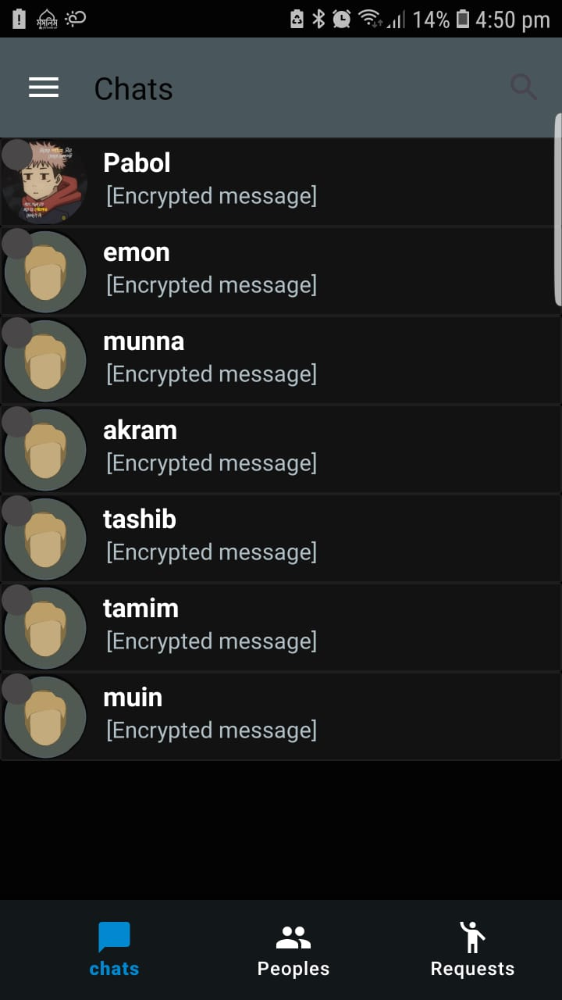 মুসলিম
14% 4:50 pm
Chats
Pabol
[Encrypted message]
emon
[Encrypted message]
munna
[Encrypted message]
akram
[Encrypted message]
tashib
[Encrypted message]
tamim
[Encrypted message]
muin
[Encrypted message]
chats
Peoples
Requests